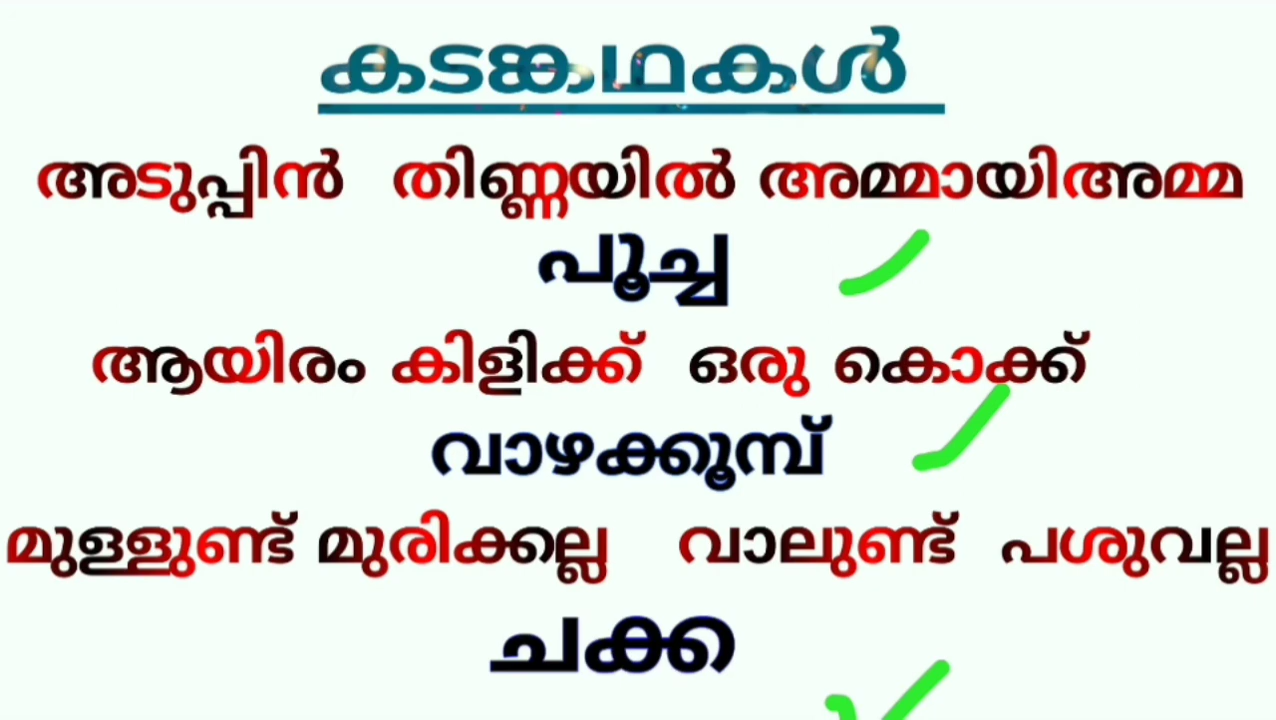 കടങ്കഥകൾ
അടുപ്പിൻ തിണ്ണയിൽ അമ്മായിഅമ്മ
പൂച്ച
ആയിരം കിളിക്ക് ഒരു കൊക്ക്
വാഴക്കൂമ്പ്
മുള്ളുണ്ട് മുരിക്കല്ല വാലുണ്ട് പശുവല്ല
ചക്ക